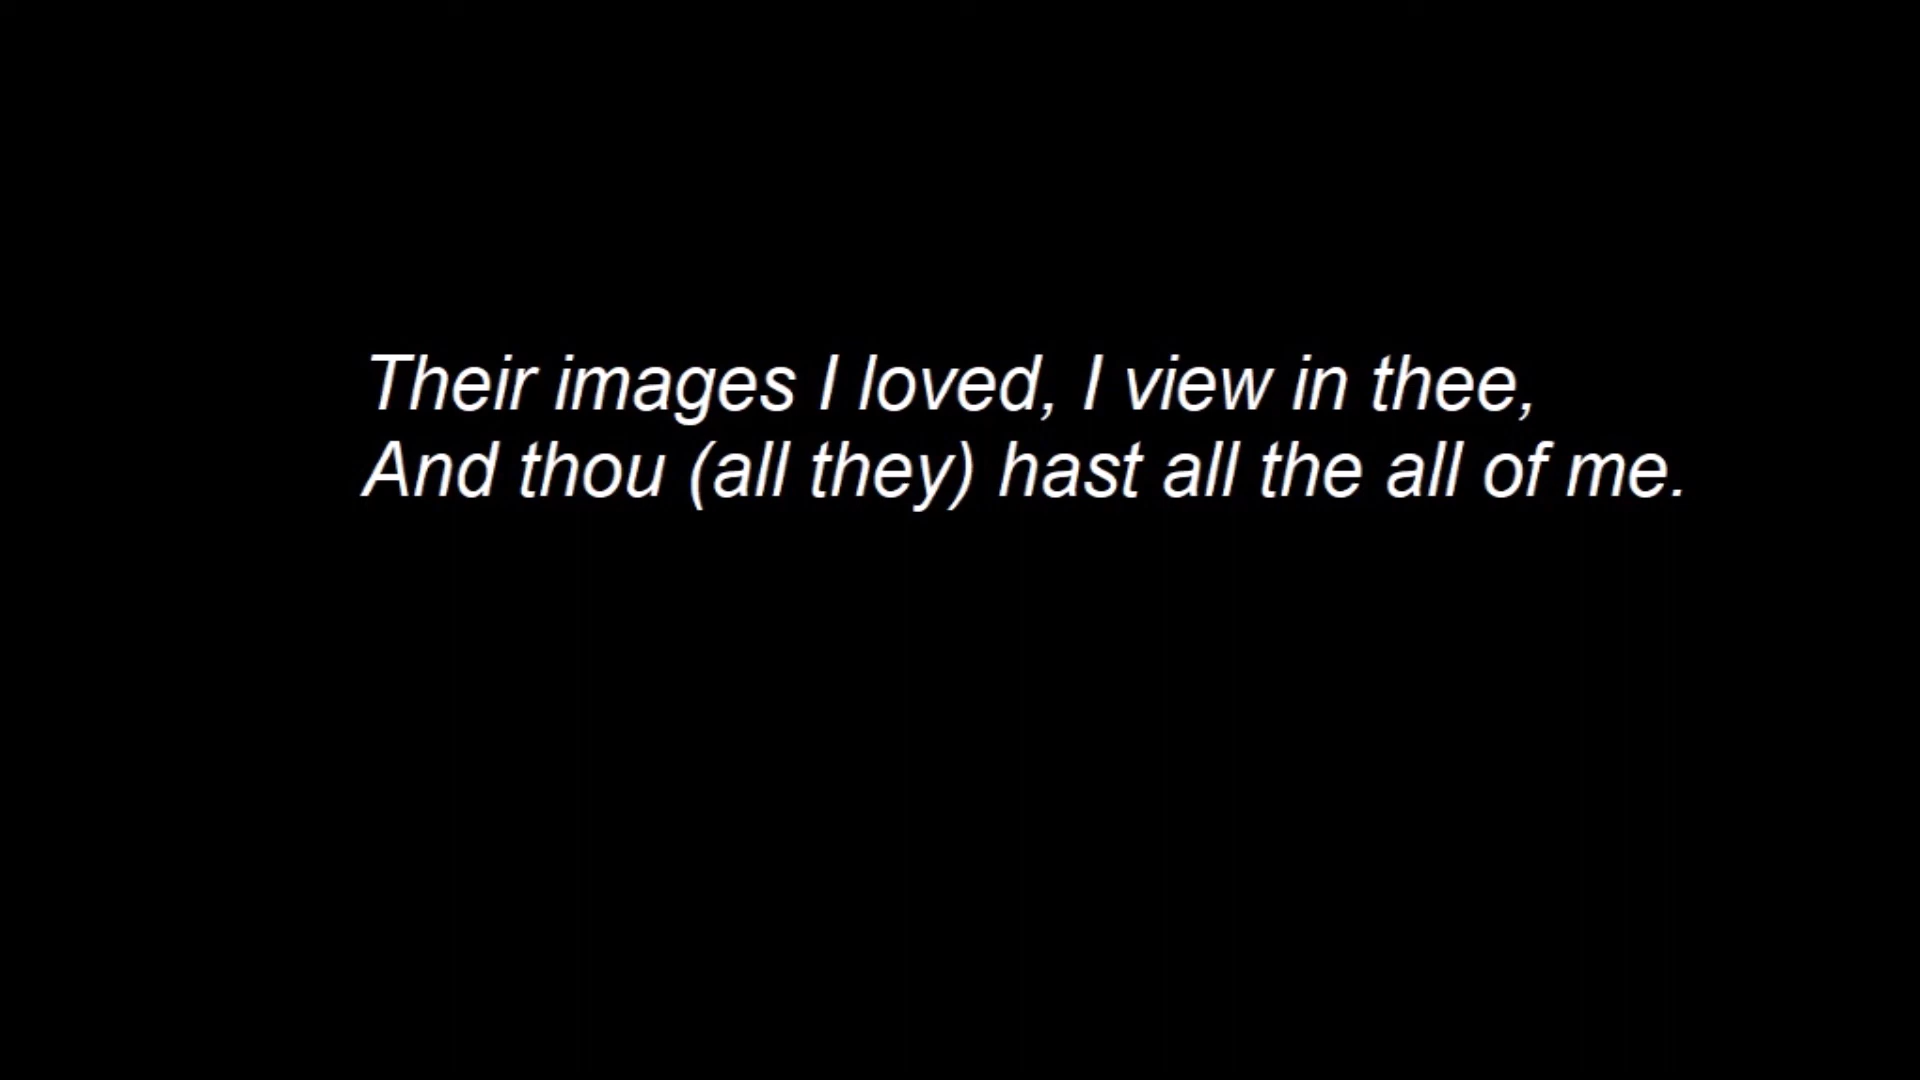 Their images I loved, I view in thee,
And thou (all they) hast all the all of me.